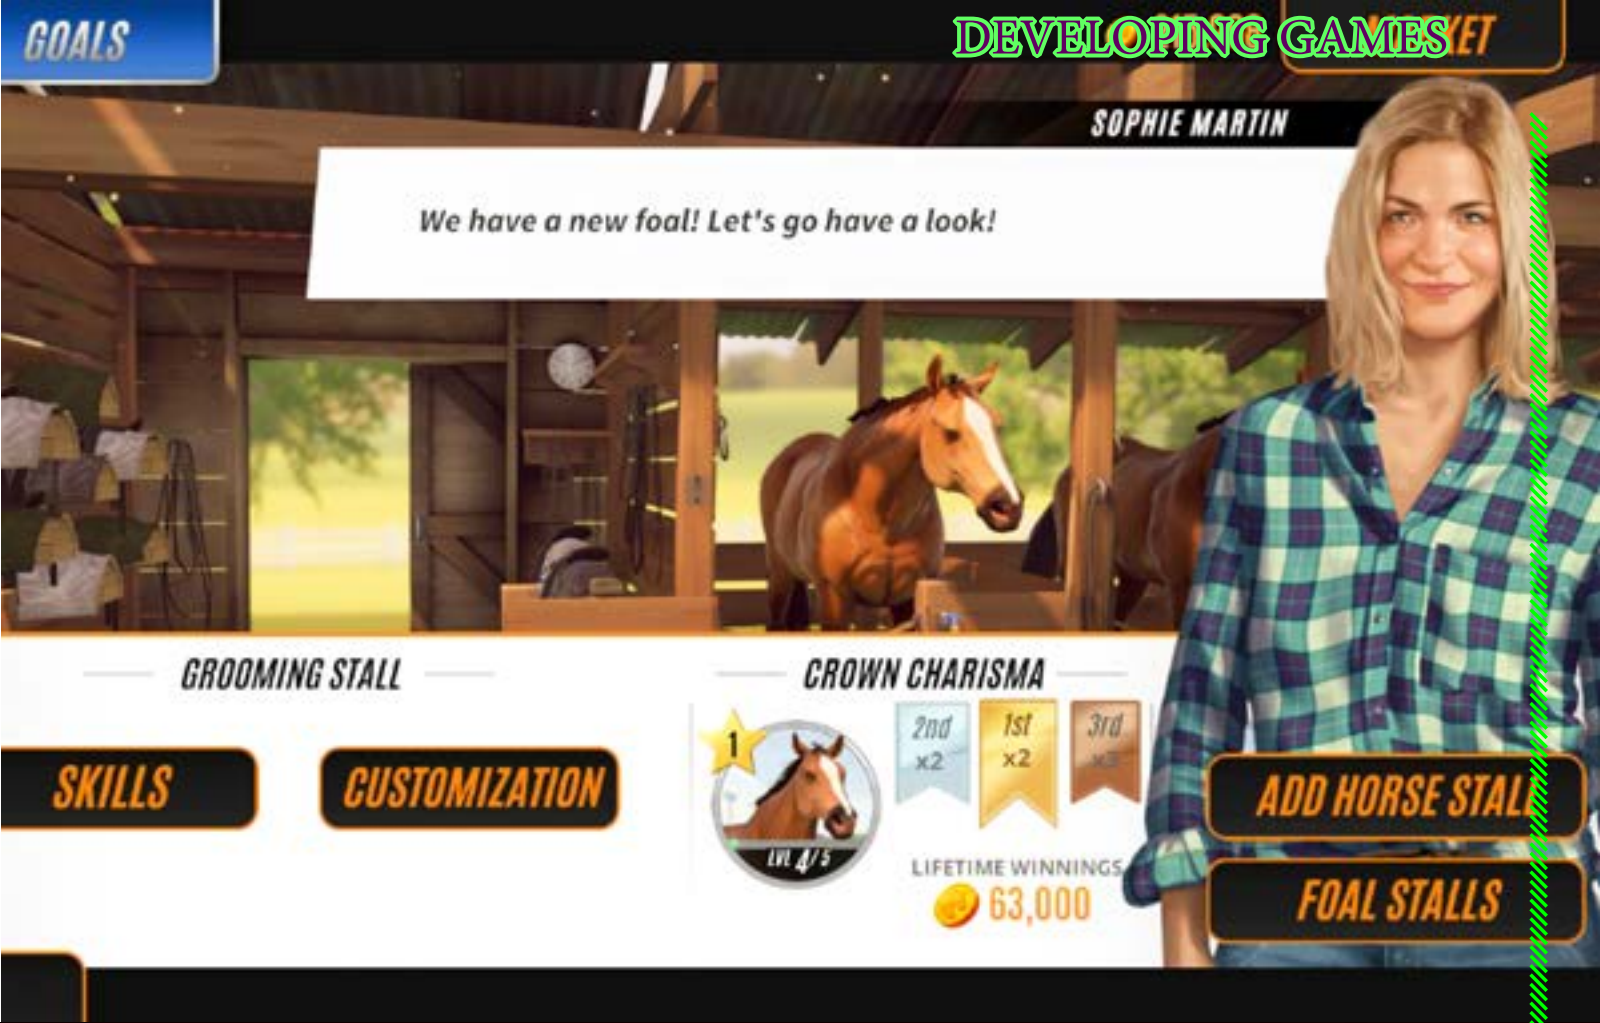 GOALS
DEVELOPING GAMES
SOPHIE MARTIN
We have a new foal! Let's go have a look!
GROOMING STALL
CROWN CHARISMA
1
2nd
x2
1st
x2
3rd
SKILLS
CUSTOMIZATION
LVL 4/5
LIFETIME WINNINGS
63,000
ADD HORSE STALL
FOAL STALLS